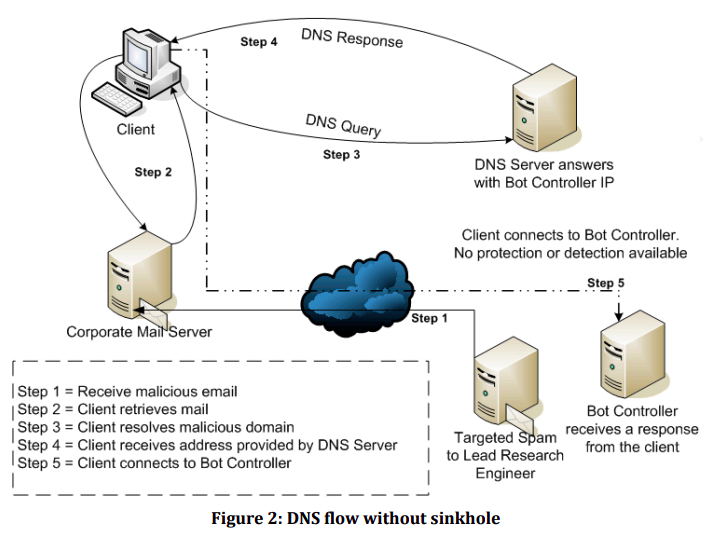 Step 4
DNS Response
Client
DNS Query
Step 3
Step 2
DNS Server answers
with Bot Controller IP
Client connects to Bot Controller.
No protection or detection available
Step 5
Corporate Mail Server
Step 1
Step 1 = Receive malicious email
Step 2 = Client retrieves mail
Step 3 = Client resolves malicious domain
Step 4 = Client receives address provided by DNS Server
Step 5 = Client connects to Bot Controller
Targeted Spam
to Lead Research
Engineer
Bot Controller
receives a response
from the client
Figure 2: DNS flow without sinkhole